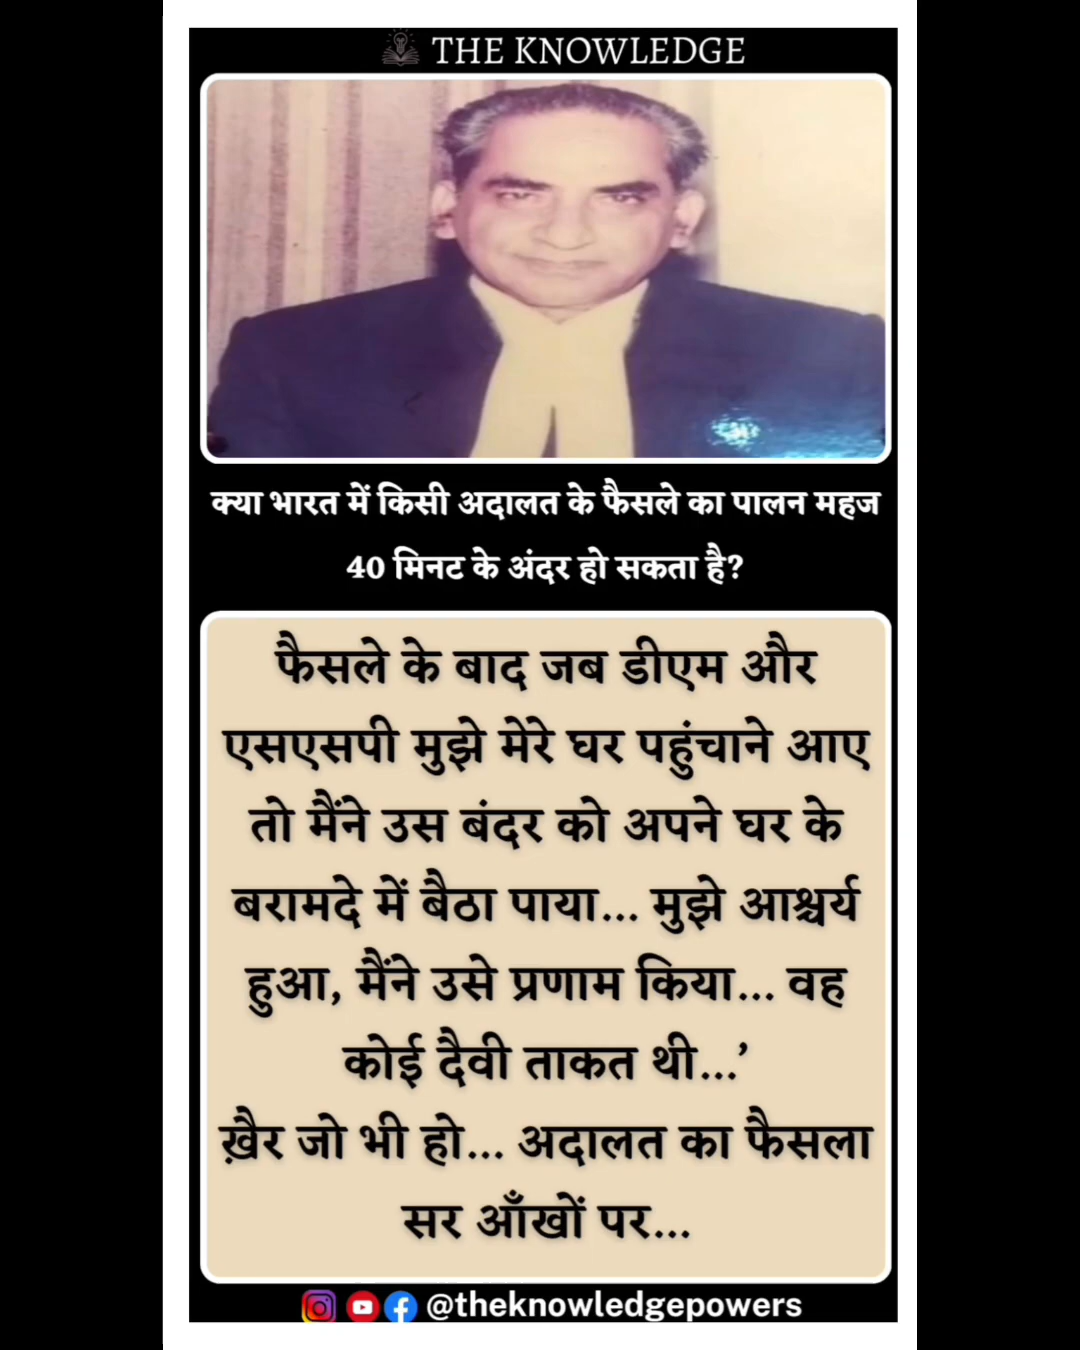 THE KNOWLEDGE
क्या भारत में किसी अदालत के फैसले का पालन महज
40 मिनट के अंदर हो सकता है?
फैसले के बाद जब डीएम और
एसएसपी मुझे मेरे घर पहुंचाने आए
तो मैंने उस बंदर को अपने घर के
बरामदे में बैठा पाया... मुझे आश्चर्य
हुआ, मैंने उसे प्रणाम किया... वह
कोई दैवी ताकत थी...’
ख़ैर जो भी हो... अदालत का फैसला
सर आँखों पर...
@theknowledgepowers